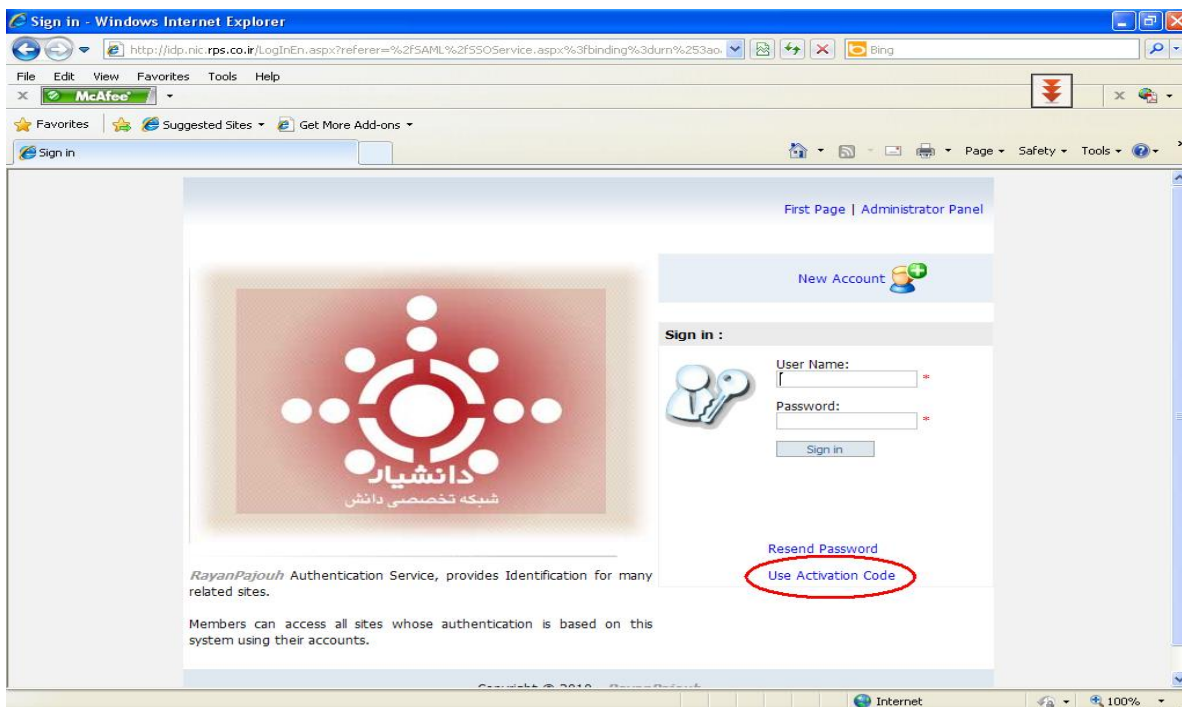 Sign in - Windows Internet Explorer
http://idp.nic.rps.co.ir/LogInEn.aspx?referer=%2fSAML%2fSSOService.aspx%3fbinding%3durn%253ao.
Bing
File Edit View Favorites Tools Help
McAfee
Favorites Suggested Sites Get More Add-ons
Sign in
Page Safety Tools
First Page | Administrator Panel
New Account
Sign in :
User Name:
*
Password:
*
Sign in
دانشیار
شبکه تخصصی دانش
Resend Password
Use Activation Code
RayanPajouh Authentication Service, provides Identification for many
related sites.
Members can access all sites whose authentication is based on this
system using their accounts.
Copyright © 2010 - RayanPajouh
Internet
100%